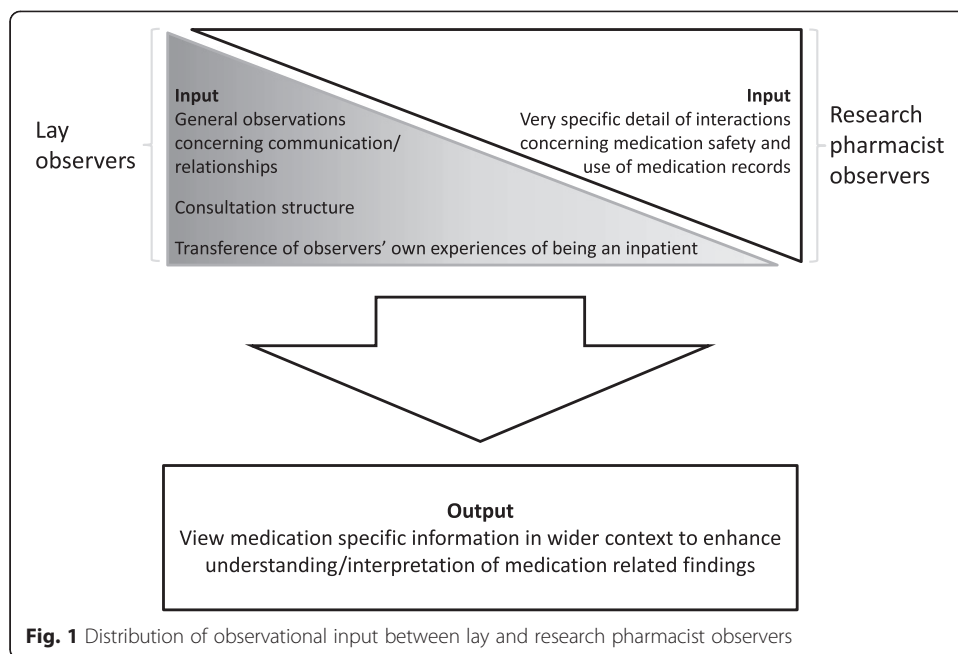 Lay
observers
Input
General observations
concerning communication/
relationships
Consultation structure
Transference of observers’ own experiences of being an inpatient
Input
Very specific detail of interactions
concerning medication safety and
use of medication records
Research
pharmacist
observers
Output
View medication specific information in wider context to enhance
understanding/interpretation of medication related findings
Fig. 1 Distribution of observational input between lay and research pharmacist observers